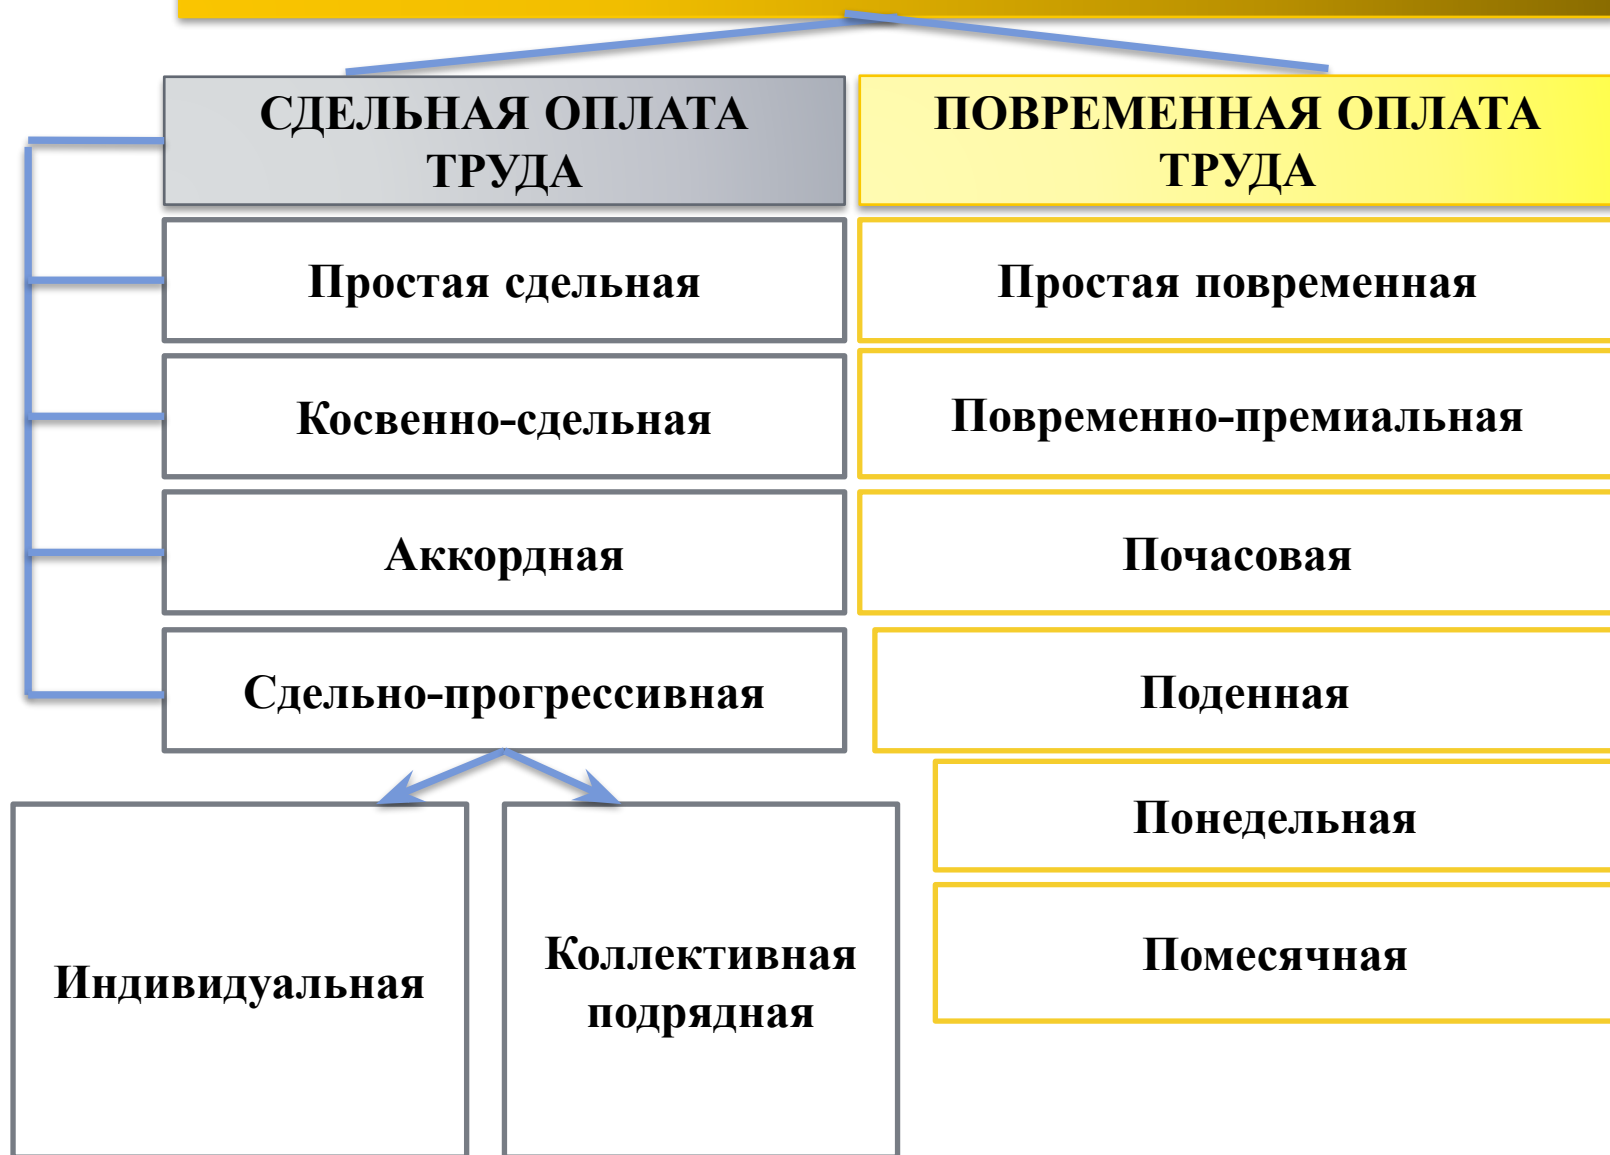 СДЕЛЬНАЯ ОПЛАТА
ТРУДА
Простая сдельная
Косвенно-сдельная
Аккордная
Сдельно-прогрессивная
Индивидуальная
Коллективная
подрядная
ПОВРЕМЕННАЯ ОПЛАТА
ТРУДА
Простая повременная
Повременно-премиальная
Почасовая
Поденная
Понедельная
Помесячная